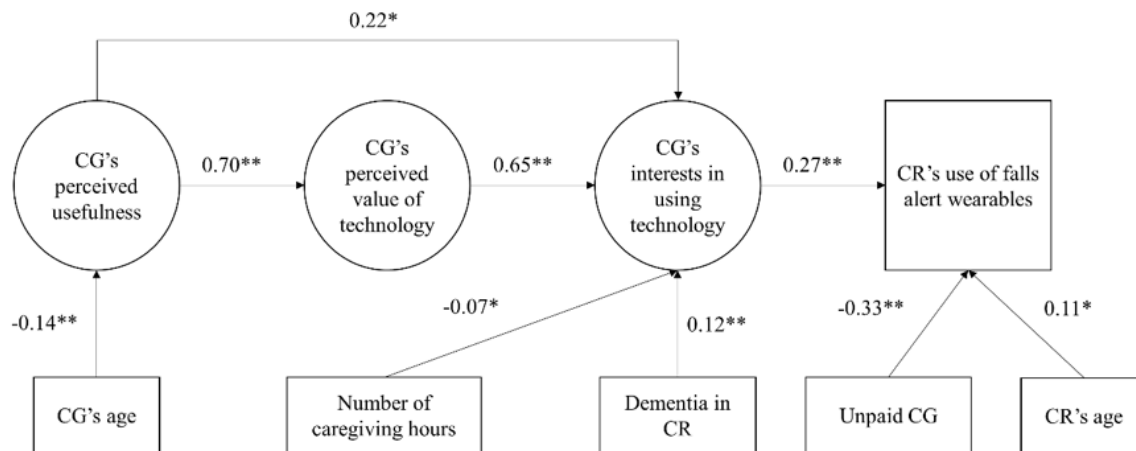 0.22*
CG's
perceived
usefulness
0.70**
CG's
perceived
value of
technology
0.65**
CG's
interests in
using
technology
0.27**
CR's use of falls
alert wearables
-0.14**
-0.07*
0.12**
-0.33**
0.11*
CG's age
Number of
caregiving hours
Dementia in
CR
Unpaid CG
CR's age